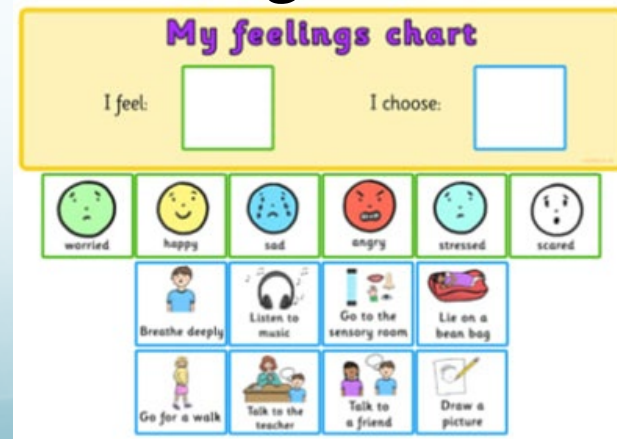 My feelings chart
I feel:
I choose:
worried
happy
sad
angry
stressed
scared
Breathe deeply
Listen to
music
Go to the
sensory room
Lie on a
bean bag
Go for a walk
Talk to the
teacher
Talk to
a friend
Draw a
picture